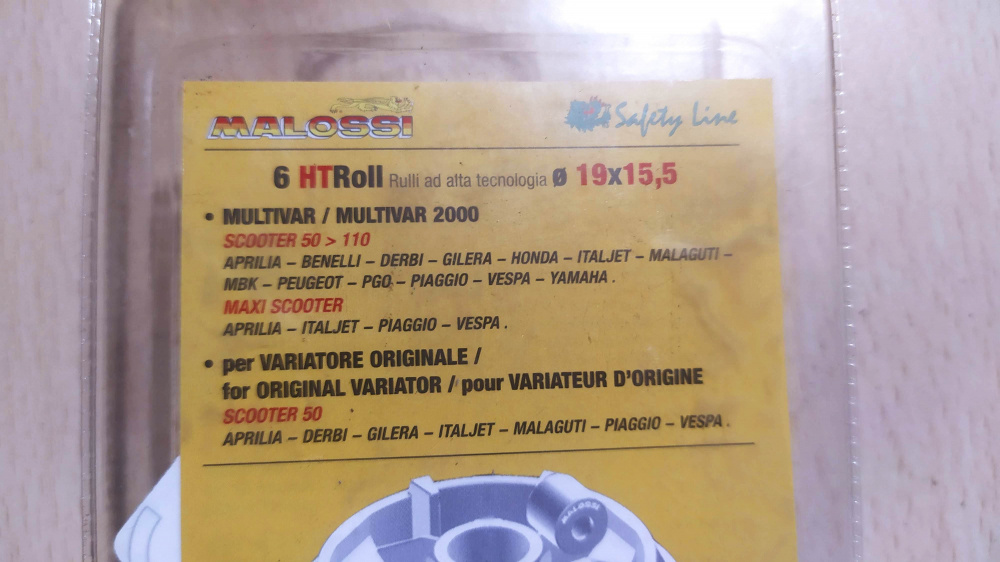 MALOSSI
Safety Line
6 HTRoll Rulli ad alta tecnologia ø 19x15,5
• MULTIVAR / MULTIVAR 2000
SCOOTER 50 > 110
APRILIA – BENELLI – DERBI – GILERA – HONDA – ITALJET – MALAGUTI –
MBK – PEUGEOT – PGO – PIAGGIO – VESPA – YAMAHA .
MAXI SCOOTER
APRILIA – ITALJET – PIAGGIO – VESPA .
• per VARIATORE ORIGINALE /
for ORIGINAL VARIATOR / pour VARIATEUR D'ORIGINE
SCOOTER 50
APRILIA – DERBI – GILERA – ITALJET – MALAGUTI – PIAGGIO – VESPA .
MALOSSI